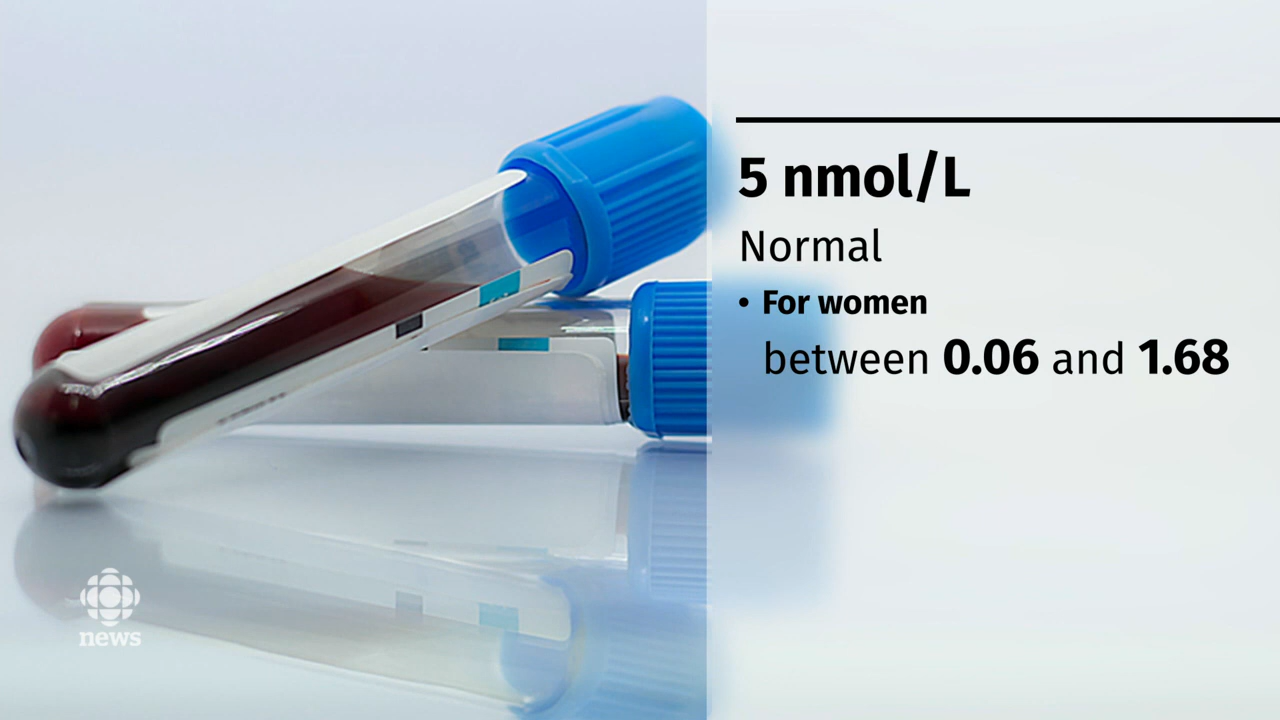 5 nmol/L
Normal
• For women
between 0.06 and 1.68
news